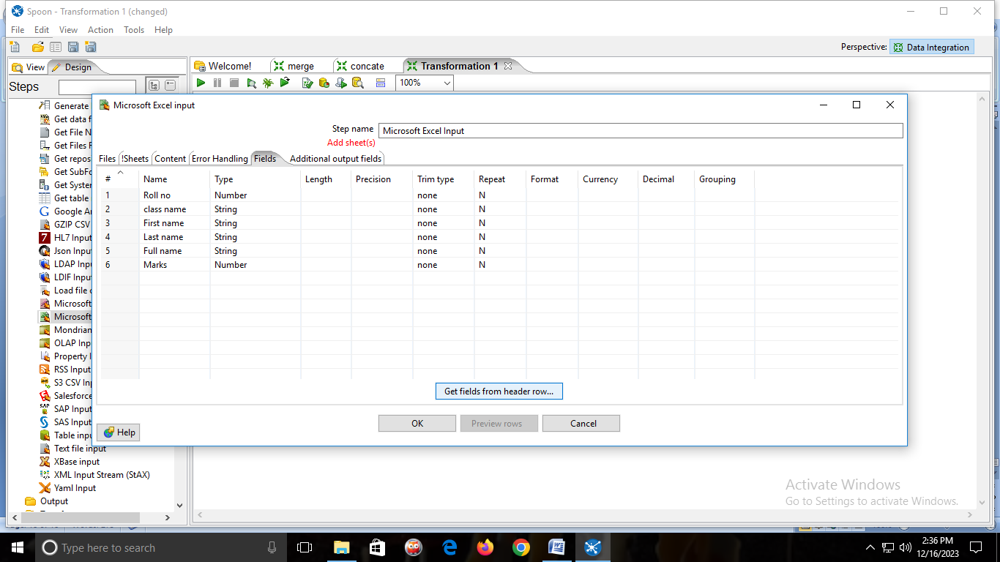 Spoon - Transformation 1 (changed)
File Edit View Action Tools Help
Perspective: Data Integration
View Design
Welcome! merge concate Transformation 1
Steps
100%
Generate
Get data f
Get File N
Get Files F
Get repos
Get SubFo
Get System
Get table
Google An
GZIP CSV
HL7 Input
Json Input
LDAP Inpu
LDIF Input
Load file c
Microsoft
Microsoft
Mondrian
OLAP Inpu
Property I
RSS Input
S3 CSV Inp
Salesforce
SAP Input
SAS Input
Table inpu
Text file input
XBase input
XML Input Stream (StAX)
Yaml Input
Output
Microsoft Excel input
Step name Microsoft Excel Input
Add sheet(s)
Files !Sheets Content Error Handling Fields Additional output fields
# Name Type Length Precision Trim type Repeat Format Currency Decimal Grouping
1 Roll no Number none N
2 class name String none N
3 First name String none N
4 Last name String none N
5 Full name String none N
6 Marks Number none N
Get fields from header row...
OK Preview rows Cancel
Help
Activate Windows
Go to Settings to activate Windows.
Type here to search
2:36 PM
12/16/2023